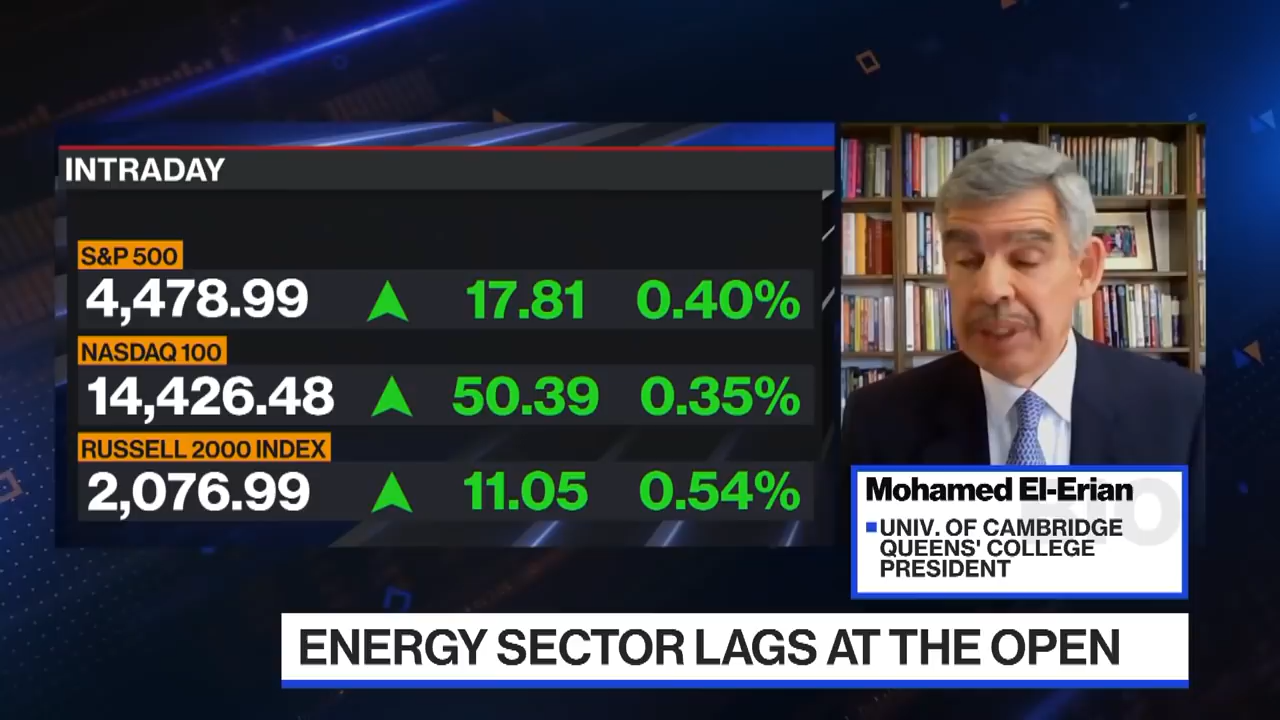 INTRADAY
S&P 500
4,478.99 17.81 0.40%
NASDAQ 100
14,426.48 50.39 0.35%
RUSSELL 2000 INDEX
2,076.99 11.05 0.54%
Mohamed El-Erian
UNIV. OF CAMBRIDGE
QUEENS' COLLEGE
PRESIDENT
ENERGY SECTOR LAGS AT THE OPEN